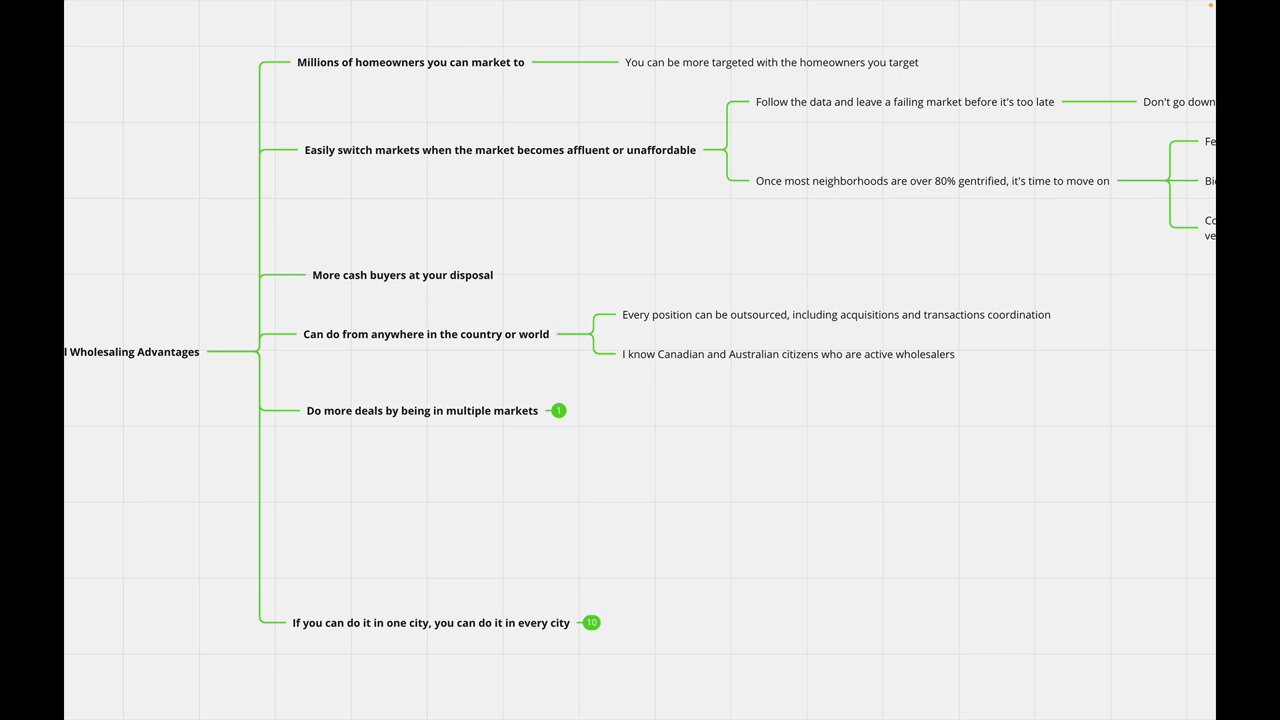 Millions of homeowners you can market to
You can be more targeted with the homeowners you target
Follow the data and leave a failing market before it's too late
Don't go down
Easily switch markets when the market becomes affluent or unaffordable
Once most neighborhoods are over 80% gentrified, it's time to move on
More cash buyers at your disposal
Every position can be outsourced, including acquisitions and transactions coordination
Can do from anywhere in the country or world
I know Canadian and Australian citizens who are active wholesalers
Wholesaling Advantages
Do more deals by being in multiple markets
1
If you can do it in one city, you can do it in every city
10